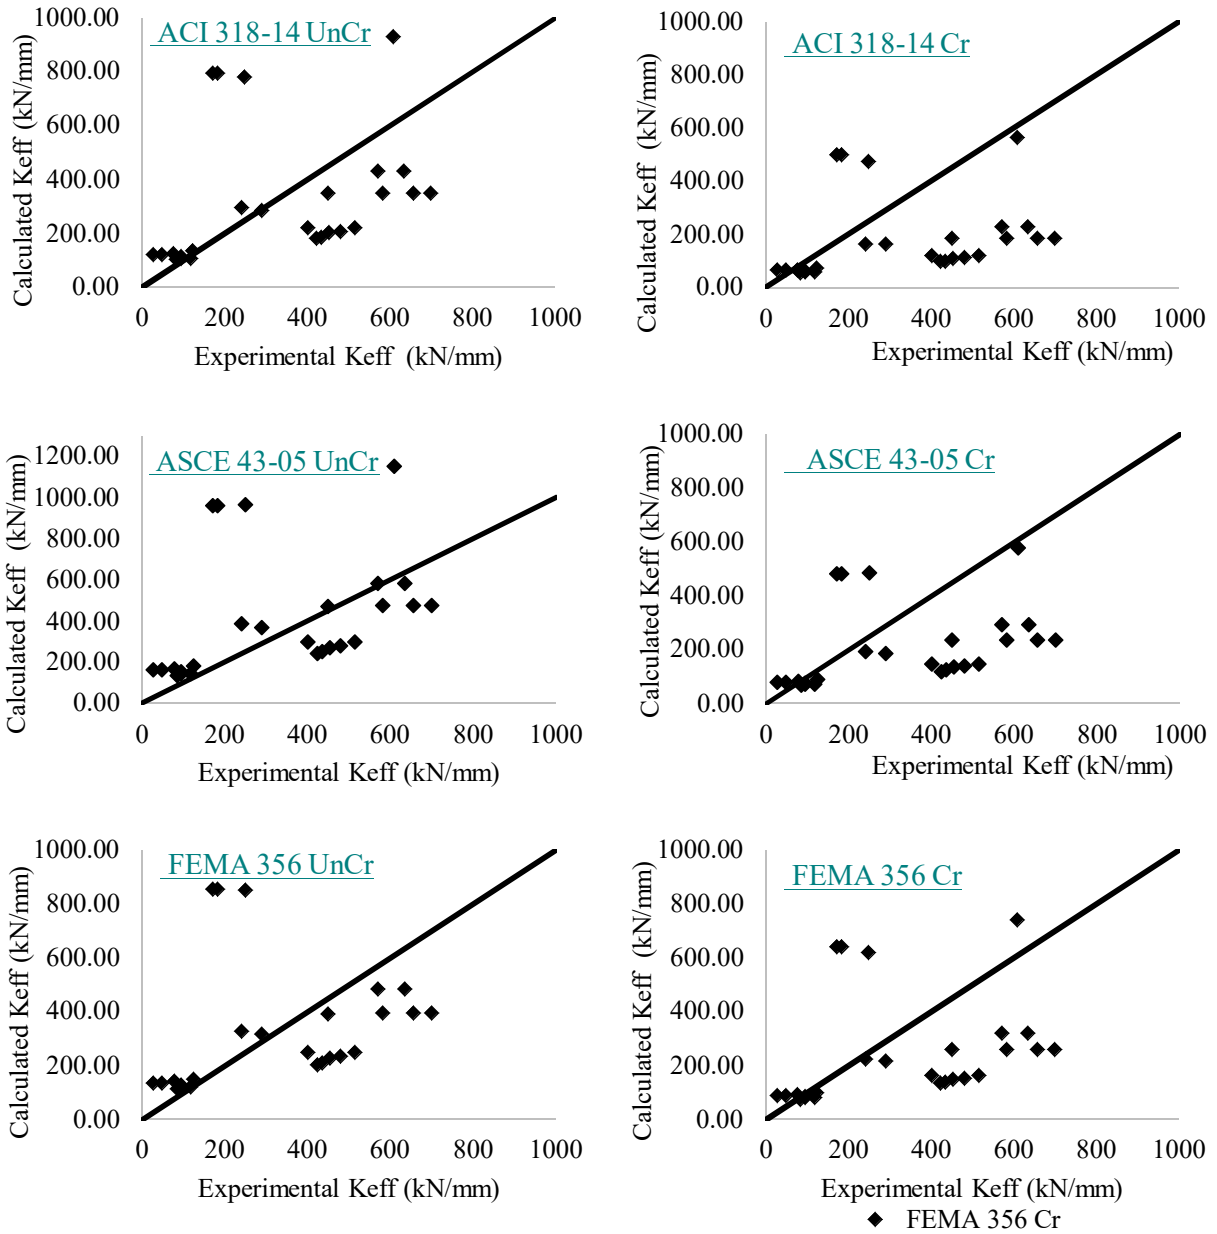 ACI 318-14 UnCr
Calculated Keff (kN/mm)
1000.00
800.00
600.00
400.00
200.00
0.00
0 200 400 600 800 1000
Experimental Keff (kN/mm)
ACI 318-14 Cr
Calculated Keff (kN/mm)
1000.00
800.00
600.00
400.00
200.00
0.00
0 200 400 600 800 1000
Experimental Keff (kN/mm)
ASCE 43-05 UnCr
Calculated Keff (kN/mm)
1200.00
1000.00
800.00
600.00
400.00
200.00
0.00
0 200 400 600 800 1000
Experimental Keff (kN/mm)
ASCE 43-05 Cr
Calculated Keff (kN/mm)
1000.00
800.00
600.00
400.00
200.00
0.00
0 200 400 600 800 1000
Experimental Keff (kN/mm)
FEMA 356 UnCr
Calculated Keff (kN/mm)
1000.00
800.00
600.00
400.00
200.00
0.00
0 200 400 600 800 1000
Experimental Keff (kN/mm)
FEMA 356 Cr
Calculated Keff (kN/mm)
1000.00
800.00
600.00
400.00
200.00
0.00
0 200 400 600 800 1000
Experimental Keff (kN/mm)
FEMA 356 Cr